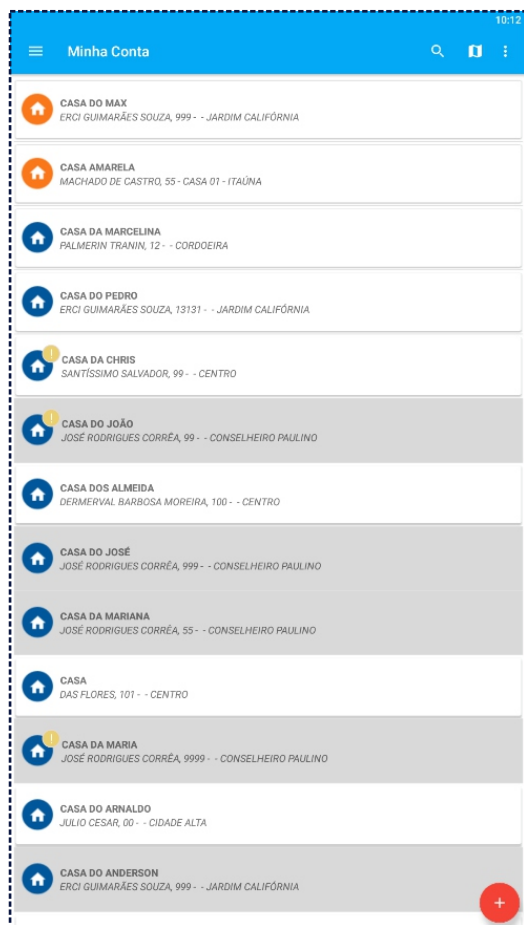 10:12
Minha Conta
CASA DO MAX
ERCI GUIMARÃES SOUZA, 999 - - JARDIM CALIFÓRNIA
CASA AMARELA
MACHADO DE CASTRO, 55 - CASA 01 - ITAÚNA
CASA DA MARCELINA
PALMERIN TRANIN, 12 - - CORDOEIRA
CASA DO PEDRO
ERCI GUIMARÃES SOUZA, 13131 - - JARDIM CALIFÓRNIA
CASA DA CHRIS
SANTÍSSIMO SALVADOR, 99 - - CENTRO
CASA DO JOÃO
JOSÉ RODRIGUES CORRÊA, 99 - - CONSELHEIRO PAULINO
CASA DOS ALMEIDA
DERMERVAL BARBOSA MOREIRA, 100 - - CENTRO
CASA DO JOSÉ
JOSÉ RODRIGUES CORRÊA, 999 - - CONSELHEIRO PAULINO
CASA DA MARIANA
JOSÉ RODRIGUES CORRÊA, 55 - - CONSELHEIRO PAULINO
CASA
DAS FLORES, 101 - - CENTRO
CASA DA MARIA
JOSÉ RODRIGUES CORRÊA, 9999 - - CONSELHEIRO PAULINO
CASA DO ARNALDO
JULIO CESAR, 00 - - CIDADE ALTA
CASA DO ANDERSON
ERCI GUIMARÃES SOUZA, 999 - - JARDIM CALIFÓRNIA